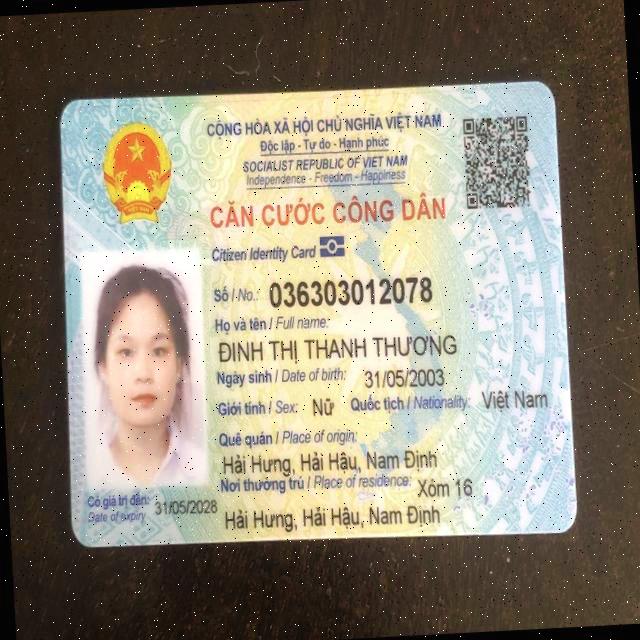 CỘNG HÒA XÃ HỘI CHỦ NGHĨA VIỆT NAM
Độc lập - Tự do - Hạnh phúc
SOCIALIST REPUBLIC OF VIET NAM
Independence - Freedom - Happiness
CĂN CƯỚC CÔNG DÂN
Citizen Identity Card
Số / No.: 036303012078
Họ và tên / Full name:
ĐINH THỊ THANH THƯƠNG
Ngày sinh / Date of birth: 31/05/2003
Giới tính / Sex: Nữ Quốc tịch / Nationality: Việt Nam
Quê quán / Place of origin:
Hải Hưng, Hải Hậu, Nam Định
Nơi thường trú / Place of residence: Xóm 16
Hải Hưng, Hải Hậu, Nam Định
Có giá trị đến: 31/05/2028
Date of expiry